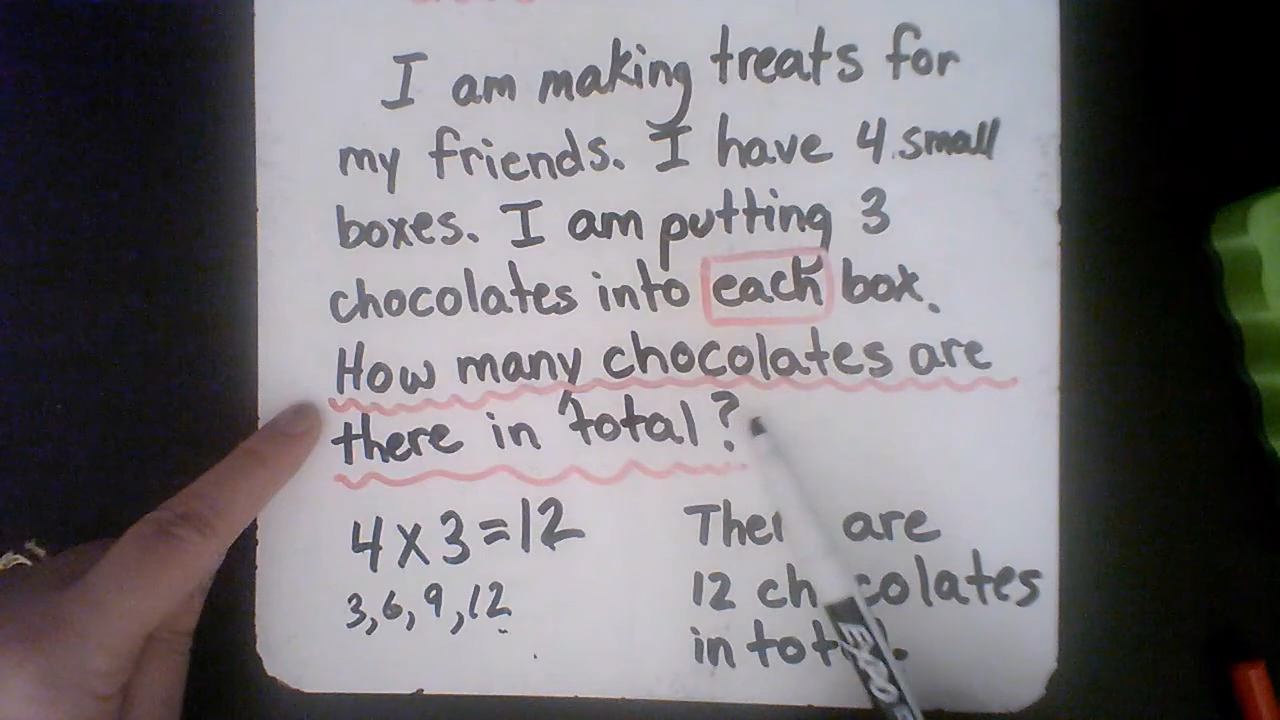 I am making treats for
my friends. I have 4 small
boxes. I am putting 3
chocolates into each box.
How many chocolates are
there in total?
4 x 3 = 12
3, 6, 9, 12
are
12
in
EXPO